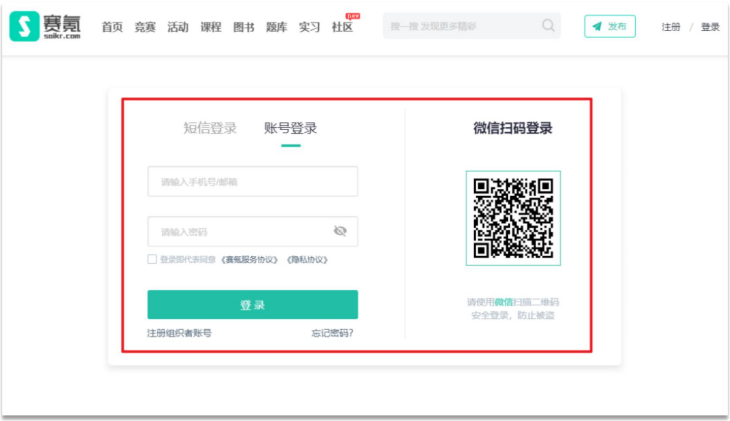 赛氪
saikr.com
首页 竞赛 活动 课程 图书 题库 实习 社区
搜一搜 发现更多精彩
发布
注册 / 登录
短信登录 账号登录
请输入手机号/邮箱
请输入密码
登录即代表同意《赛氪服务协议》《隐私协议》
登 录
注册组织者账号 忘记密码?
微信扫码登录
请使用微信扫描二维码
安全登录，防止被盗